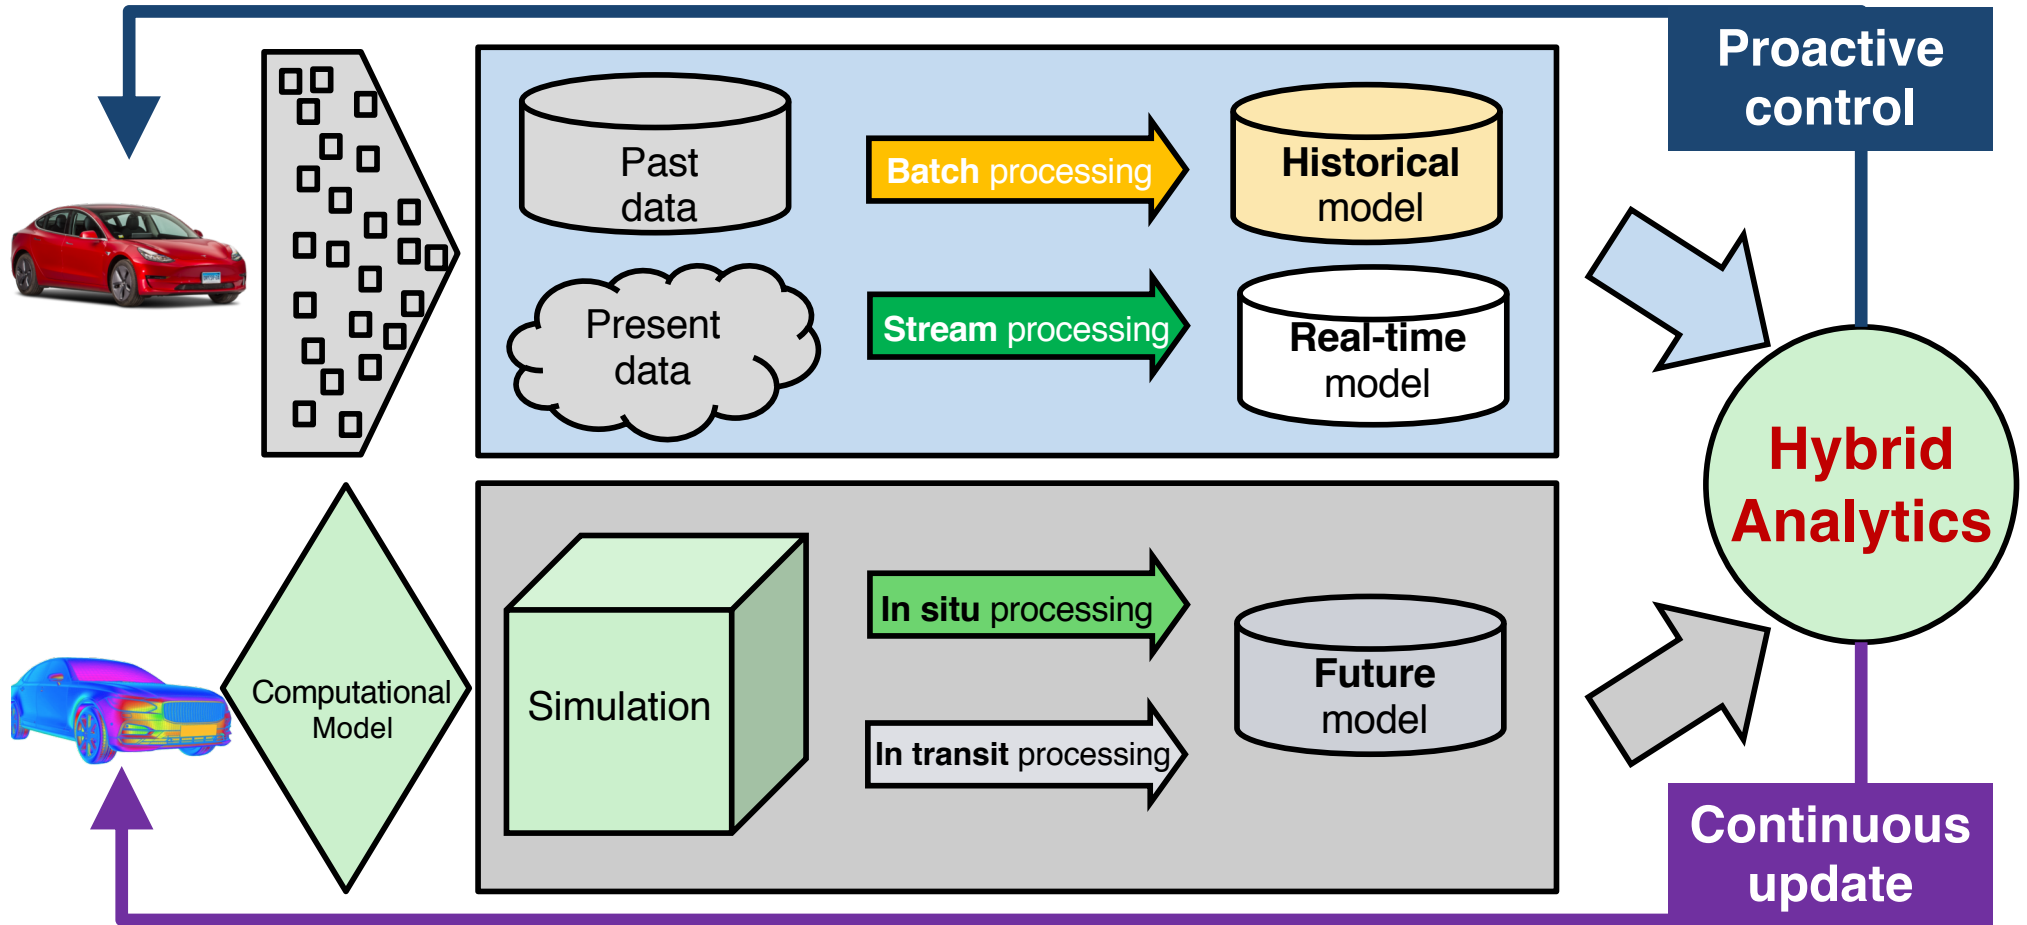 Proactive
control
Past
data
Batch processing
Historical
model
Present
data
Stream processing
Real-time
model
Hybrid
Analytics
Computational
Model
Simulation
In situ processing
In transit processing
Future
model
Continuous
update